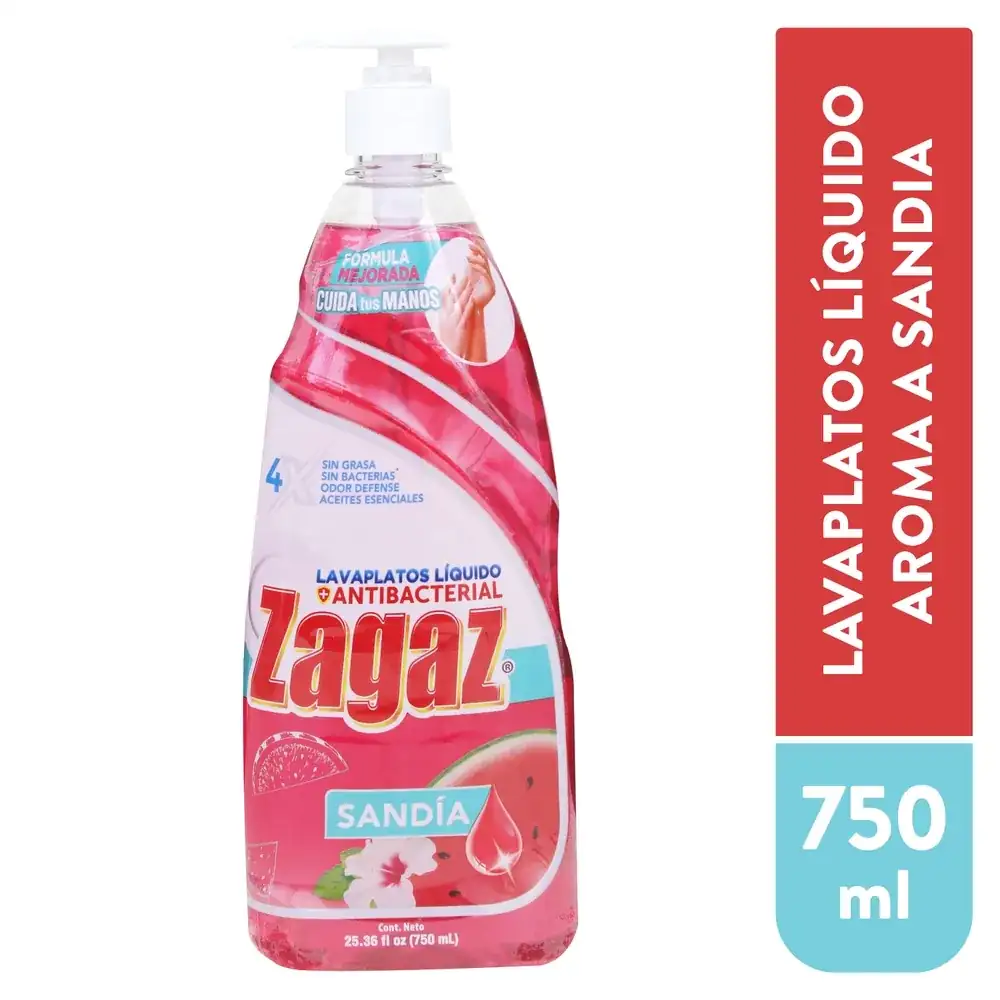 FÓRMULA
MEJORADA
CUIDA tus MANOS
4X
SIN GRASA
SIN BACTERIAS*
ODOR DEFENSE
ACEITES ESENCIALES
LAVAPLATOS LÍQUIDO
ANTIBACTERIAL
Zagaz®
SANDÍA
Cont. Neto
25.36 fl oz (750 mL)
LAVAPLATOS LÍQUIDO
AROMA A SANDIA
750
ml